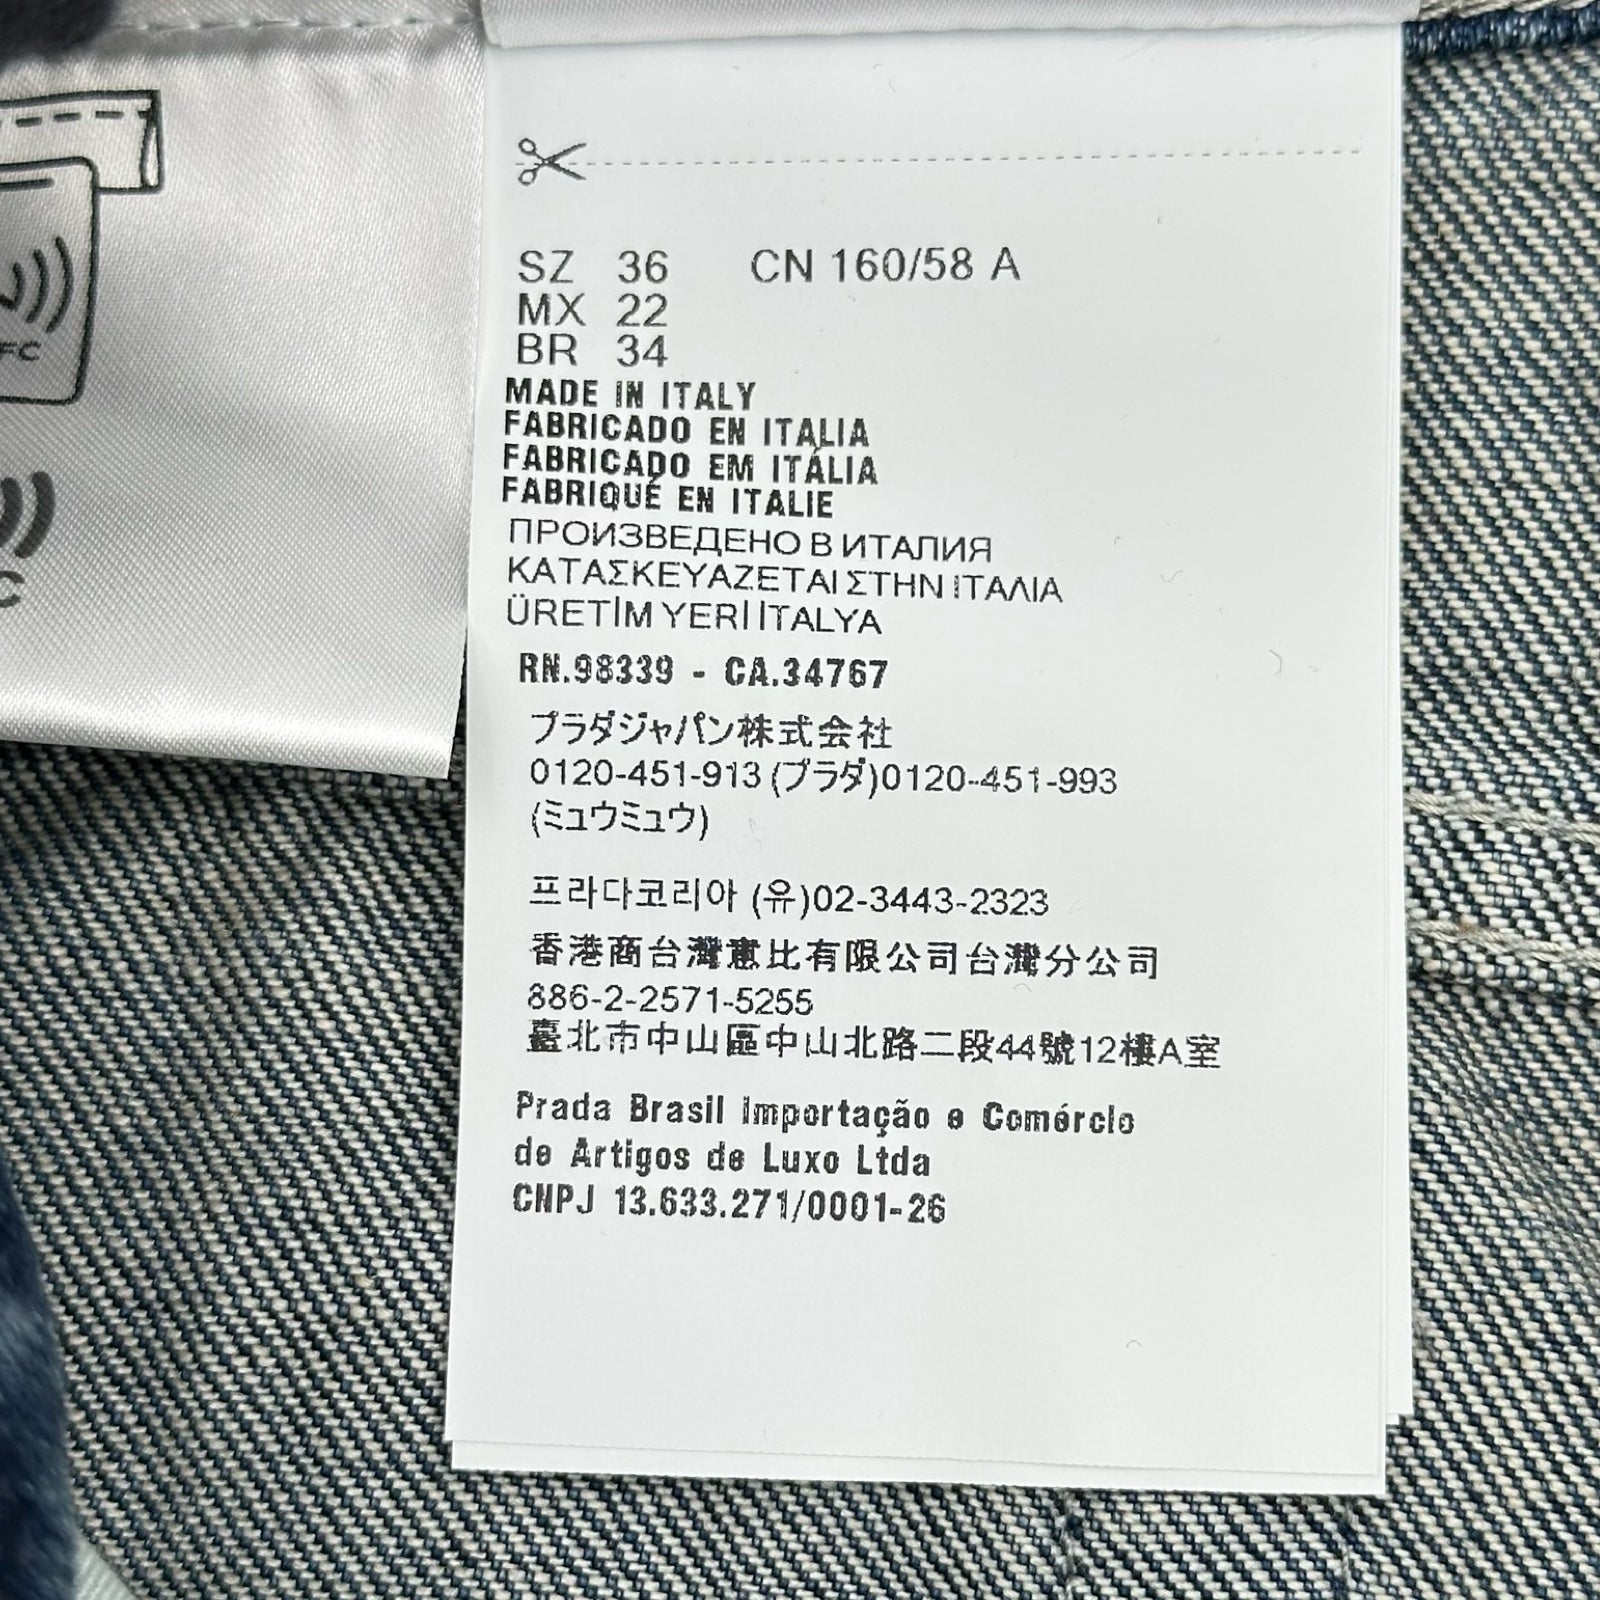 FC
C
SZ 36 CN 160/58 A
MX 22
BR 34
MADE IN ITALY
FABRICADO EN ITALIA
FABRICADO EM ITÁLIA
FABRIQUÉ EN ITALIE
ПРОИЗВЕДЕНО В ИТАЛИЯ
ΚΑΤΑΣΚΕΥΑΖΕΤΑΙ ΣΤΗΝ ΙΤΑΛΙΑ
ÜRETİM YERİ İTALYA
RN.98339 - CA.34767
プラダジャパン株式会社
0120-451-913 (プラダ)0120-451-993
(ミュウミュウ)
프라다코리아 (유)02-3443-2323
香港商台灣惠比有限公司台灣分公司
886-2-2571-5255
臺北市中山區中山北路二段44號12樓A室
Prada Brasil Importação e Comércio
de Artigos de Luxo Ltda
CNPJ 13.633.271/0001-26